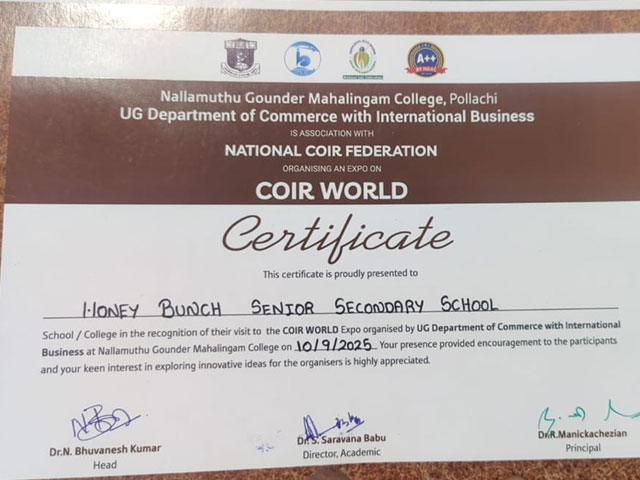 A++
Nallamuthu Gounder Mahalingam College, Pollachi
UG Department of Commerce with International Business
IS ASSOCIATION WITH
NATIONAL COIR FEDERATION
ORGANISING AN EXPO ON
COIR WORLD
Certificate
This certificate is proudly presented to
HONEY BUNCH SENIOR SECONDARY SCHOOL
School / College in the recognition of their visit to the COIR WORLD Expo organised by UG Department of Commerce with International
Business at Nallamuthu Gounder Mahalingam College on 10/9/2025 Your presence provided encouragement to the participants
and your keen interest in exploring innovative ideas for the organisers is highly appreciated.
Dr.N. Bhuvanesh Kumar
Head
Dr. S. Saravana Babu
Director, Academic
Dr.R.Manickachezian
Principal